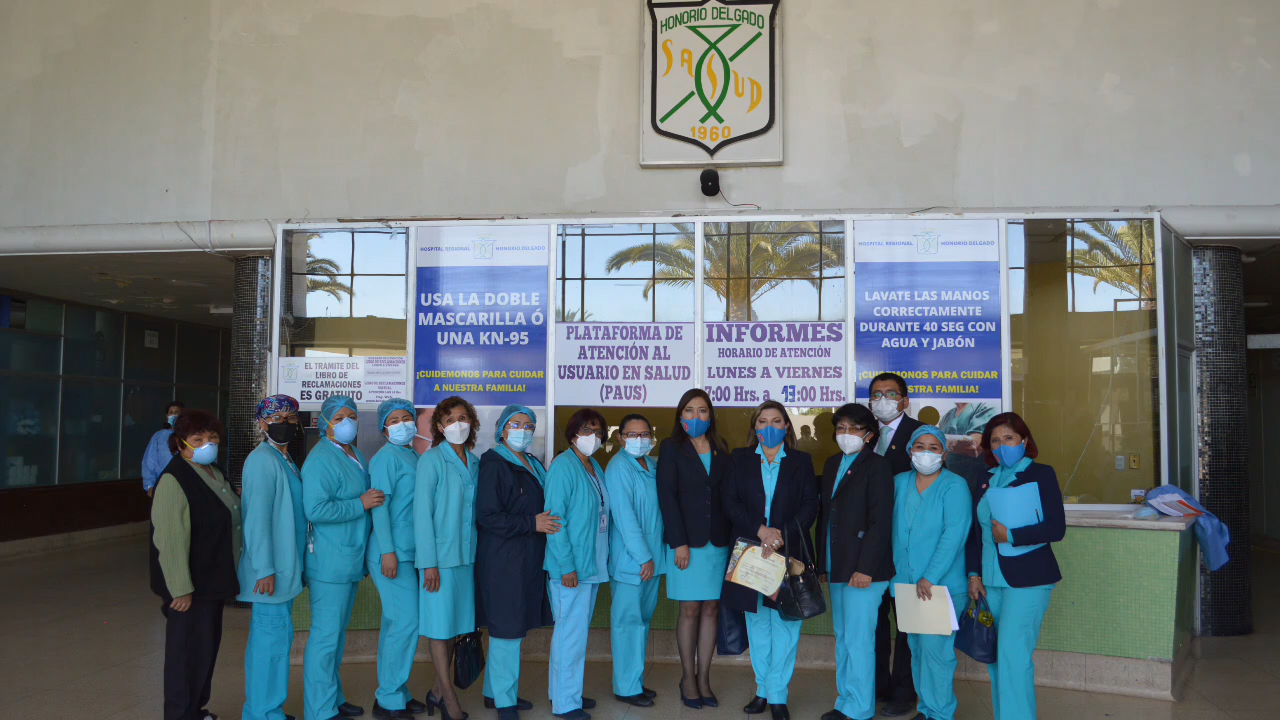 HONORIO DELGADO
SASUD
1960
HOSPITAL REGIONAL HONORIO DELGADO
USA LA DOBLE
MASCARILLA Ó
UNA KN-95
¡CUIDEMONOS PARA CUIDAR
A NUESTRA FAMILIA!
EL TRAMITE DEL
LIBRO DE
RECLAMACIONES
ES GRATUITO
PLATAFORMA DE
ATENCIÓN AL
USUARIO EN SALUD
(PAUS)
INFORMES
HORARIO DE ATENCIÓN
LUNES A VIERNES
7:00 Hrs. a 13:00 Hrs.
HOSPITAL REGIONAL HONORIO DELGADO
LAVATE LAS MANOS
CORRECTAMENTE
DURANTE 40 SEG CON
AGUA Y JABÓN
¡CUIDEMONOS PARA CUIDAR
A NUESTRA FAMILIA!